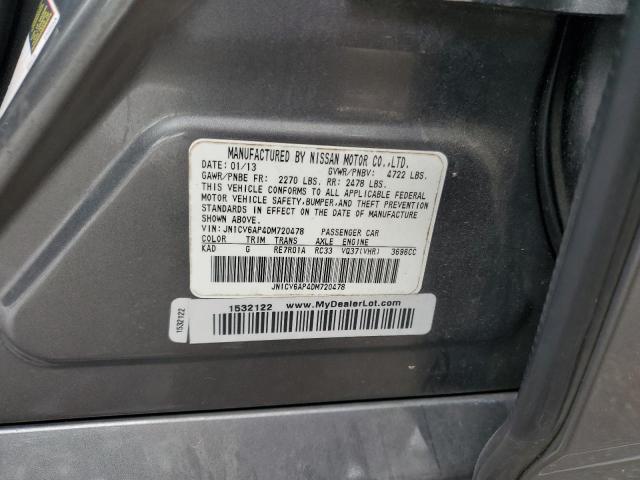 MANUFACTURED BY NISSAN MOTOR CO.,LTD.
DATE: 01/13 GVWR/PNBV: 4722 LBS.
GAWR/PNBE FR: 2270 LBS. RR: 2478 LBS.
THIS VEHICLE CONFORMS TO ALL APPLICABLE FEDERAL
MOTOR VEHICLE SAFETY, BUMPER, AND THEFT PREVENTION
STANDARDS IN EFFECT ON THE DATE OF MANUFACTURE
SHOWN ABOVE.
VIN: JN1CV6AP4DM720478 PASSENGER CAR
COLOR TRIM TRANS AXLE ENGINE
KAD G RE7R01A RC33 VQ37(VHR) 3696CC
JN1CV6AP4DM720478
1532122
1532122 www.MyDealerLot.com